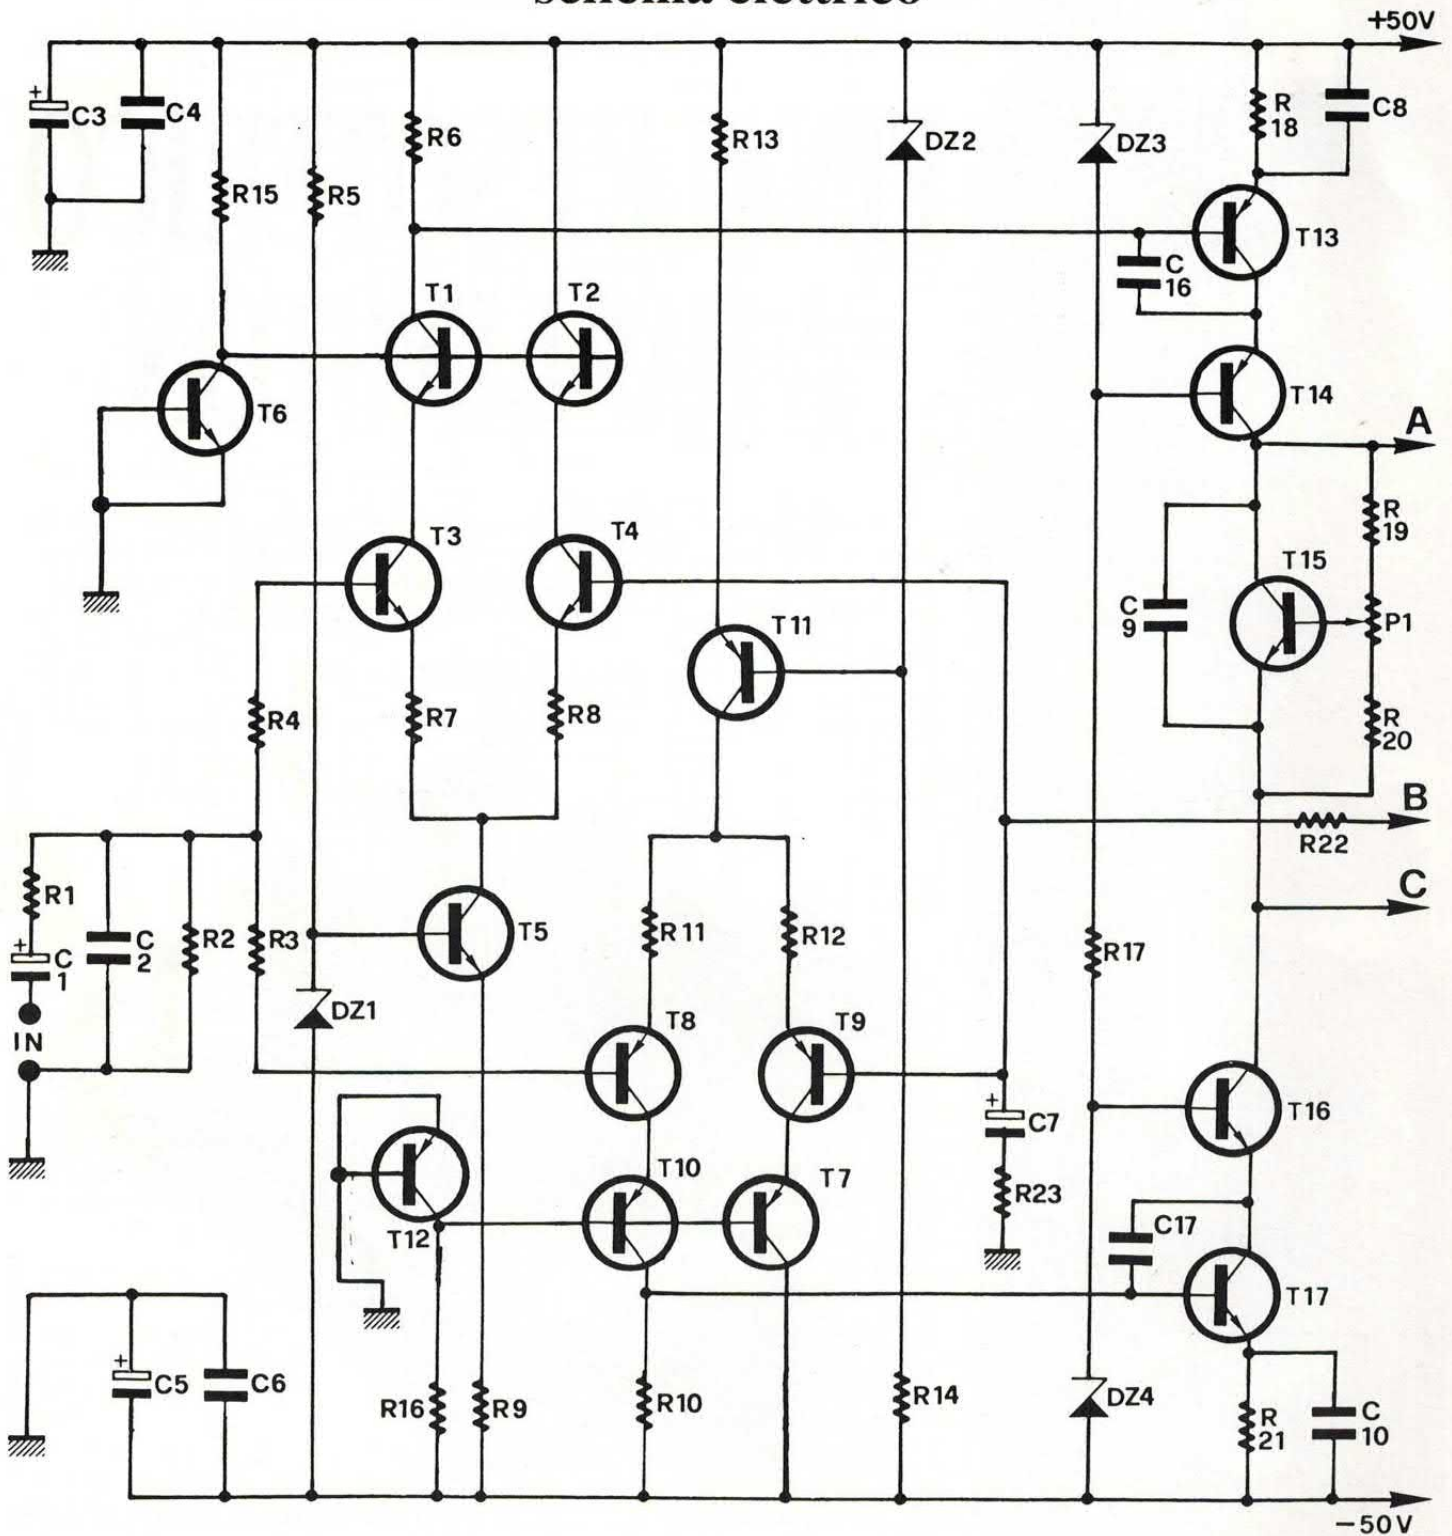 schema elettrico
+50V
C3
C4
R15
R5
R6
R13
DZ2
DZ3
R
18
C8
T13
C
16
T1
T2
T6
T14
A
T3
T4
R
19
T15
C
9
P1
T11
R4
R7
R8
R
20
B
R22
C
R1
C
1
C
2
R2
R3
T5
R11
R12
R17
IN
DZ1
T8
T9
C7
T16
T12
T10
T7
R23
C17
T17
C5
C6
R16
R9
R10
R14
DZ4
R
21
C
10
−50V